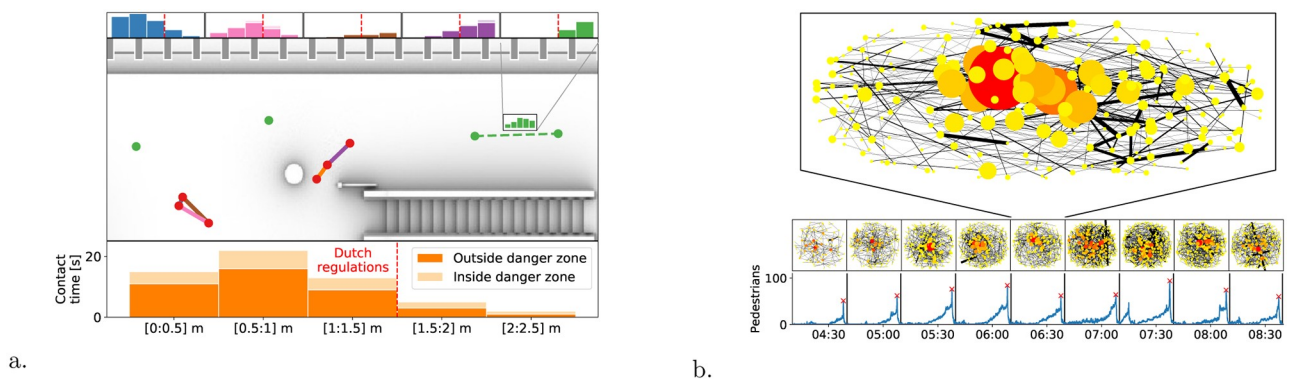 Contact
time [s]
20
0
Dutch
regulations
Outside danger zone
Inside danger zone
[0:0.5] m
[0.5:1] m
[1:1.5] m
[1.5:2] m
[2:2.5] m
a.
Pedestrians
100
0
04:30
05:00
05:30
06:00
06:30
07:00
07:30
08:00
08:30
b.